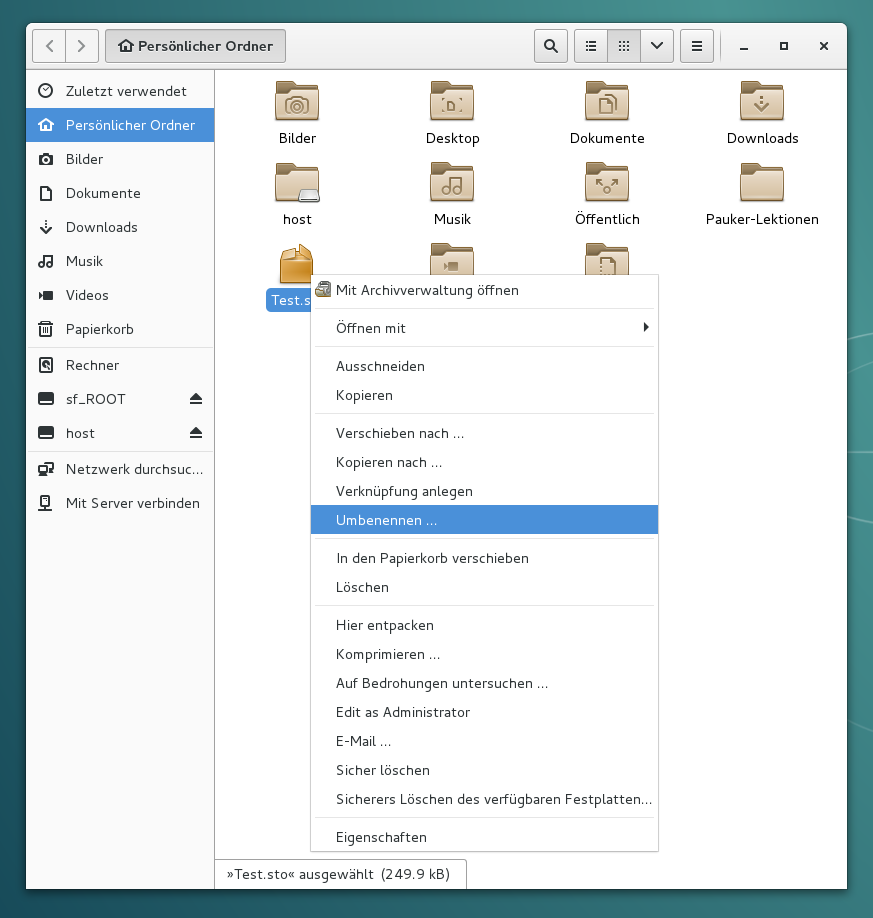 Persönlicher Ordner
Zuletzt verwendet
Persönlicher Ordner
Bilder
Dokumente
Downloads
Musik
Videos
Papierkorb
Rechner
sf_ROOT
host
Netzwerk durchsuc...
Mit Server verbinden
Bilder
Desktop
Dokumente
Downloads
host
Musik
Öffentlich
Pauker-Lektionen
Mit Archivverwaltung öffnen
Öffnen mit
Ausschneiden
Kopieren
Verschieben nach ...
Kopieren nach ...
Verknüpfung anlegen
Umbenennen ...
In den Papierkorb verschieben
Löschen
Hier entpacken
Komprimieren ...
Auf Bedrohungen untersuchen ...
Edit as Administrator
E-Mail ...
Sicher löschen
Sicherers Löschen des verfügbaren Festplatten...
Eigenschaften
»Test.sto« ausgewählt (249.9 kB)